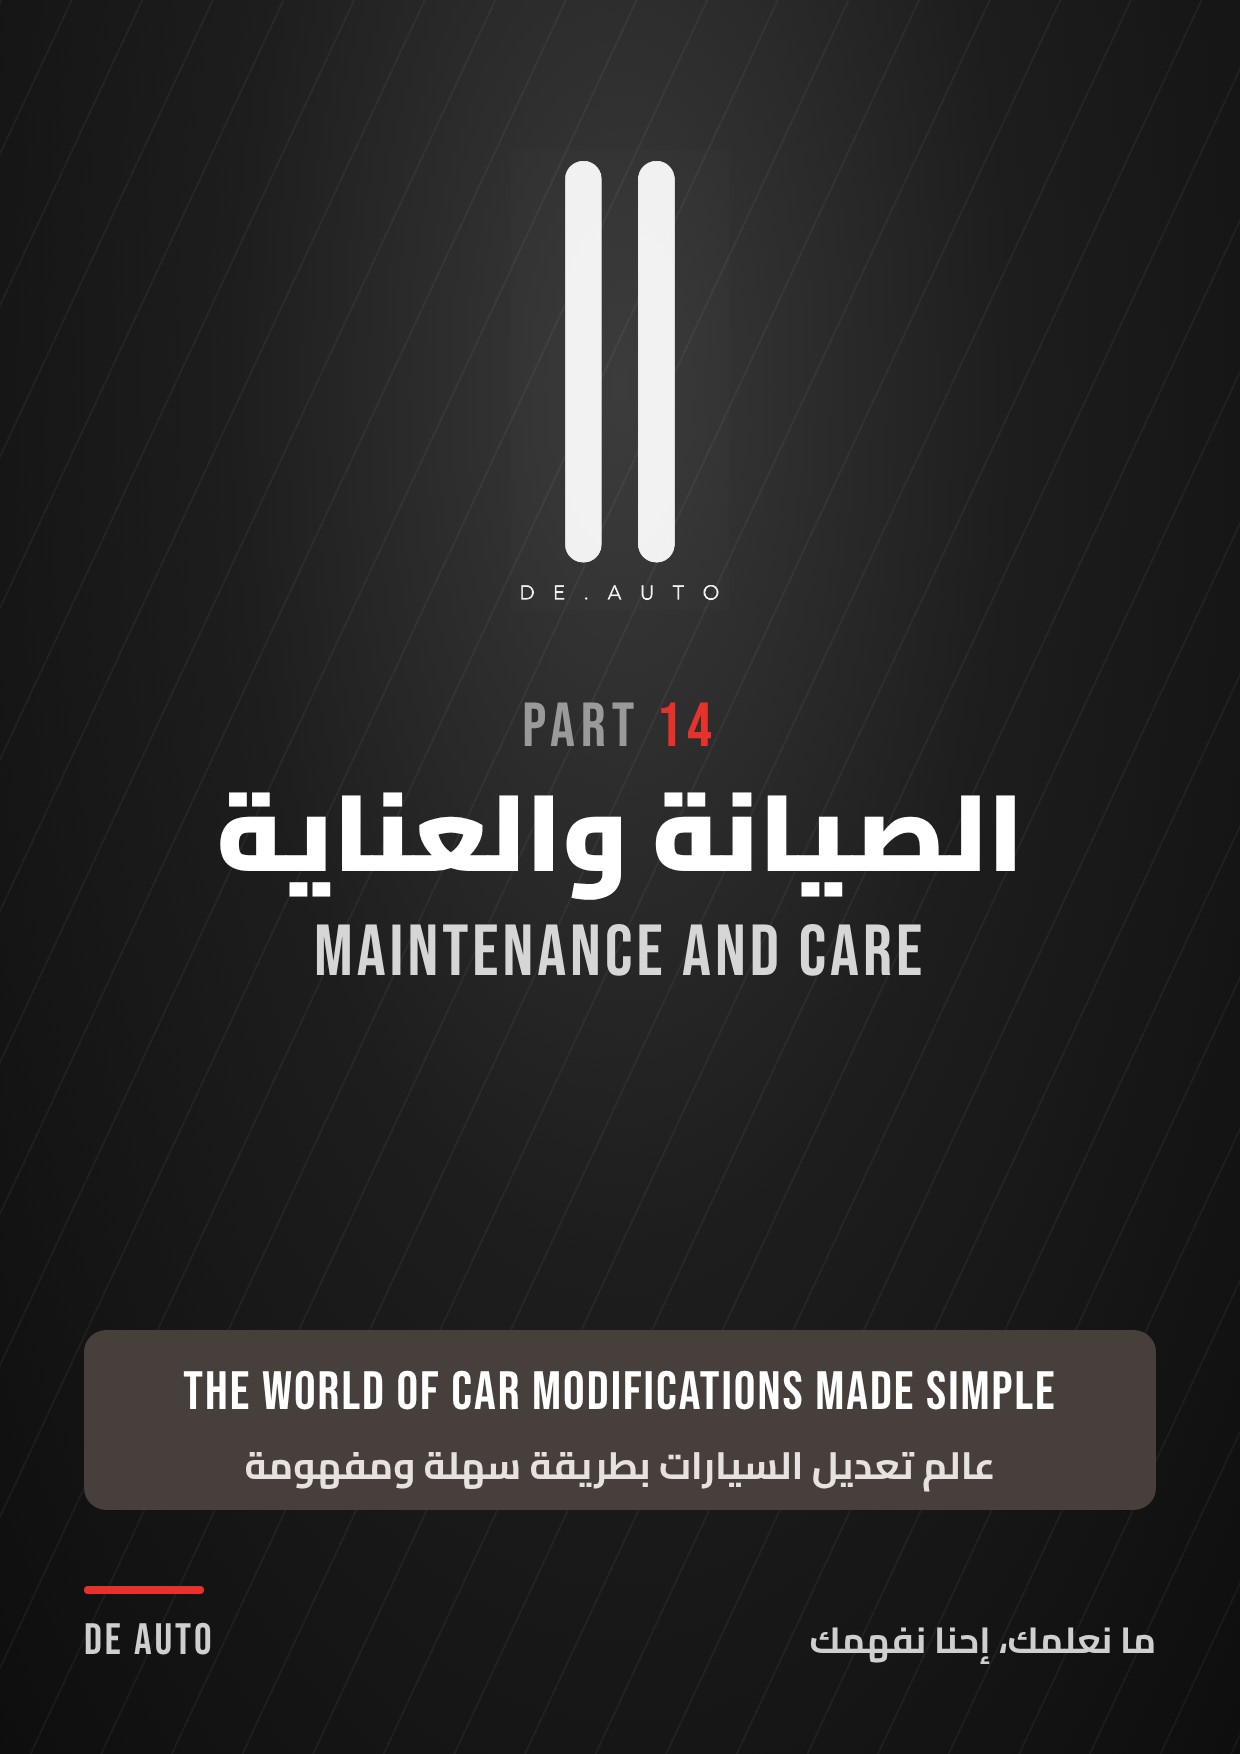 DE.AUTO
PART 14
الصيانة والعناية
MAINTENANCE AND CARE
THE WORLD OF CAR MODIFICATIONS MADE SIMPLE
عالم تعديل السيارات بطريقة سهلة ومفهومة
DE AUTO
ما نعلمك، إحنا نفهمك